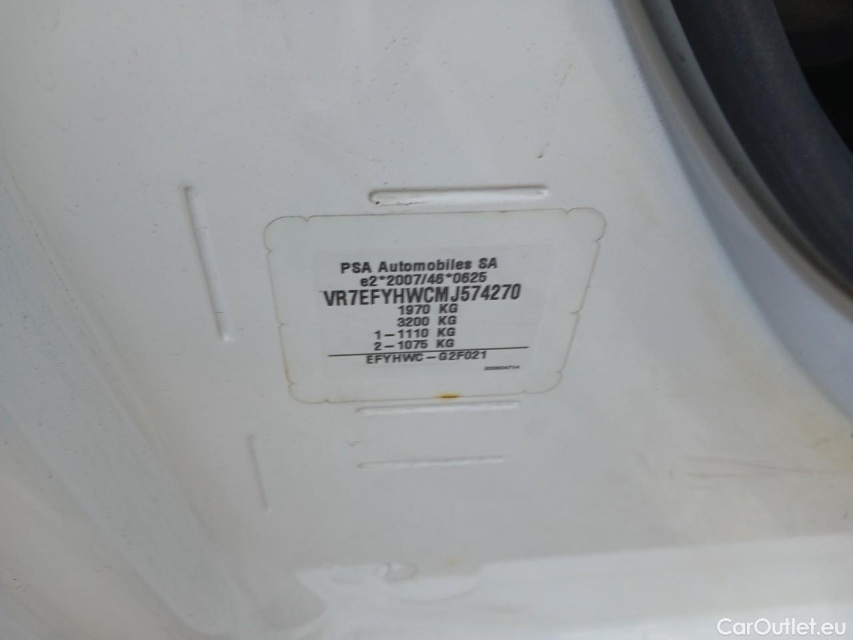 PSA Automobiles SA
e2*2007/46*0625
VR7EFYHWCMJ574270
1970 KG
3200 KG
1-1110 KG
2-1075 KG
EFYHWC-G2F021
CarOutlet.eu